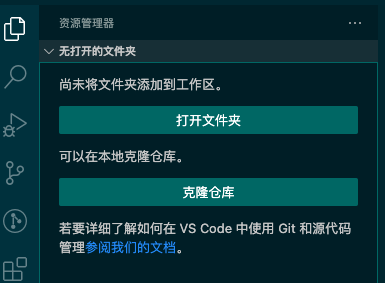 资源管理器
无打开的文件夹
尚未将文件夹添加到工作区。
打开文件夹
可以在本地克隆仓库。
克隆仓库
若要详细了解如何在 VS Code 中使用 Git 和源代码
管理参阅我们的文档。